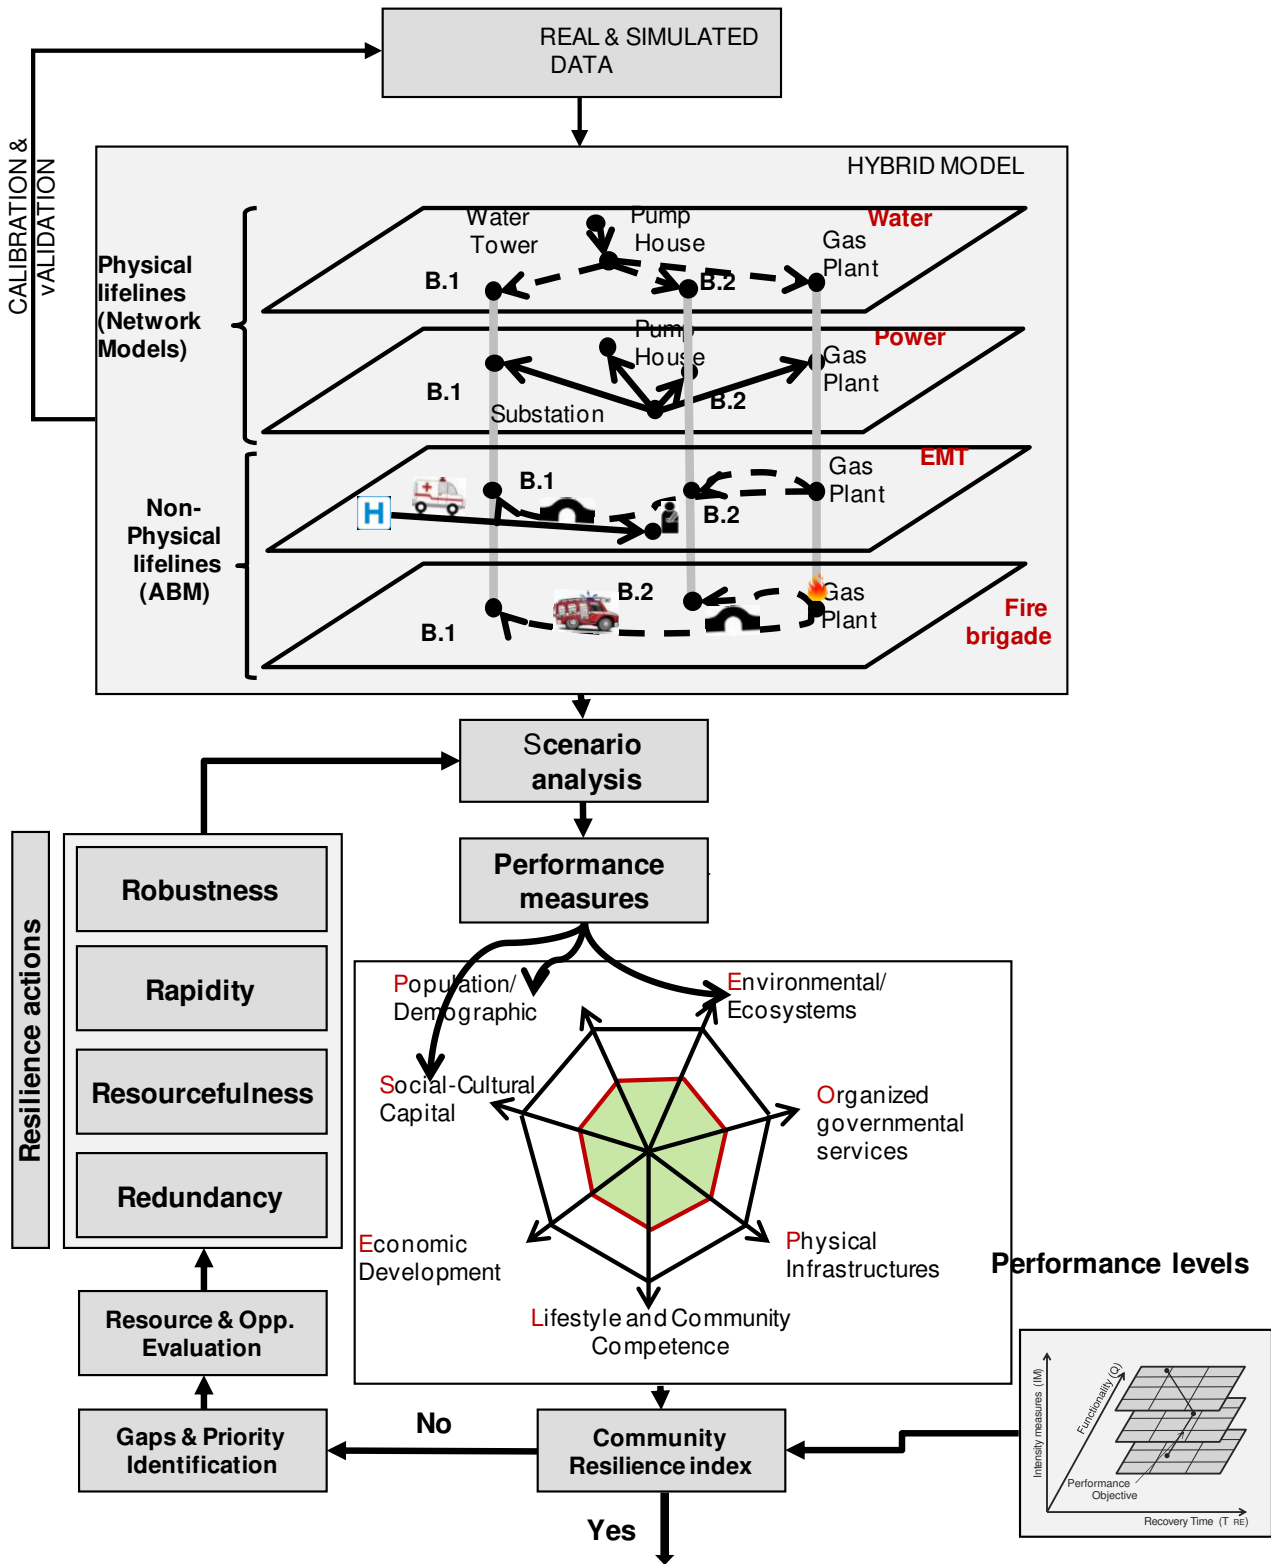 REAL & SIMULATED
DATA
CALIBRATION &
vALIDATION
HYBRID MODEL
Physical
lifelines
(Network
Models)
Water
Water
Tower
Pump
House
Gas
Plant
B.1
B.2
Power
Pump
House
Gas
Plant
B.1
B.2
Substation
Non-
Physical
lifelines
(ABM)
EMT
B.1
Gas
Plant
B.2
H
B.2
Gas
Plant
B.1
Fire
brigade
Scenario
analysis
Performance
measures
Resilience actions
Robustness
Rapidity
Resourcefulness
Redundancy
Population/
Demographic
Environmental/
Ecosystems
Social-Cultural
Capital
Organized
governmental
services
Economic
Development
Physical
Infrastructures
Lifestyle and Community
Competence
Performance levels
Resource & Opp.
Evaluation
Gaps & Priority
Identification
No
Community
Resilience index
Yes
Intensity measures (IM)
Functionality (Q)
Performance
Objective
Recovery Time (T RE)